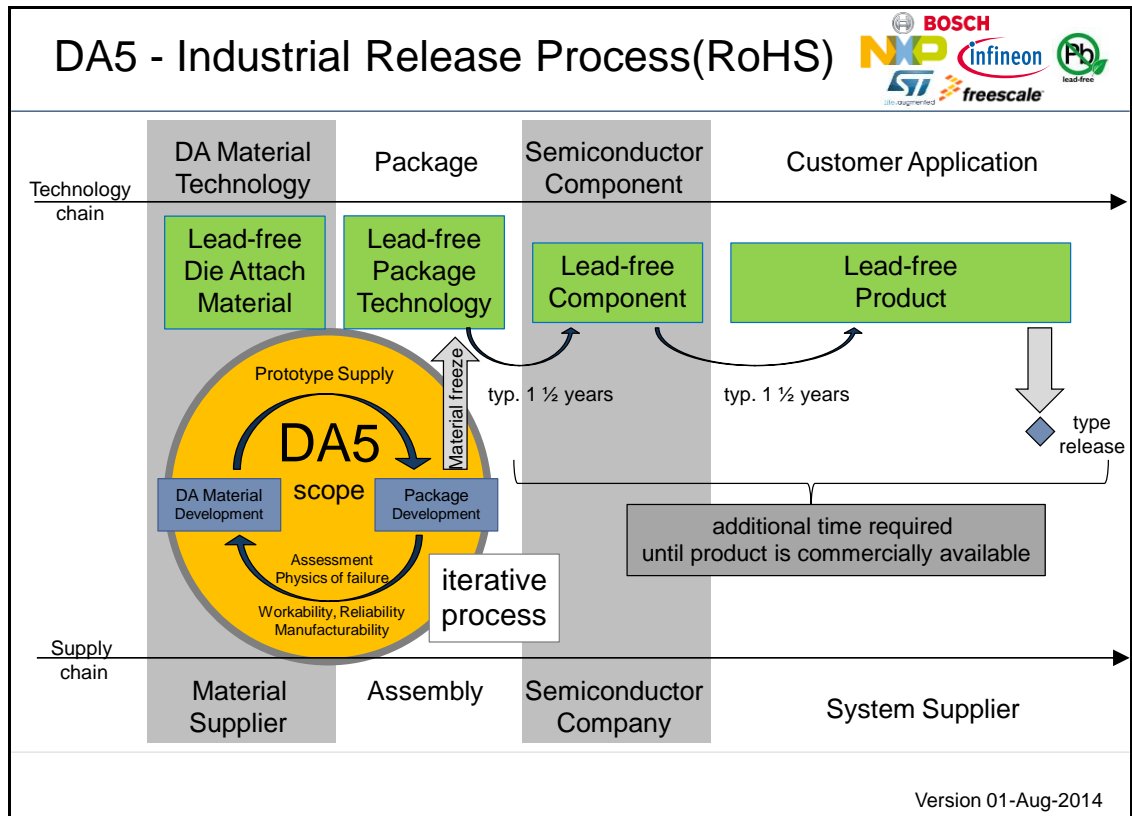 DA5 - Industrial Release Process(RoHS)
BOSCH
NXP
infineon
Pb
lead-free
ST
life.augmented
freescale
DA Material
Technology
Package
Semiconductor
Component
Customer Application
Technology
chain
Lead-free
Die Attach
Material
Lead-free
Package
Technology
Lead-free
Component
Lead-free
Product
Material freeze
typ. 1 ½ years
typ. 1 ½ years
type
release
Prototype Supply
DA5
scope
DA Material
Development
Package
Development
Assessment
Physics of failure
Workability, Reliability
Manufacturability
iterative
process
additional time required
until product is commercially available
Supply
chain
Material
Supplier
Assembly
Semiconductor
Company
System Supplier
Version 01-Aug-2014